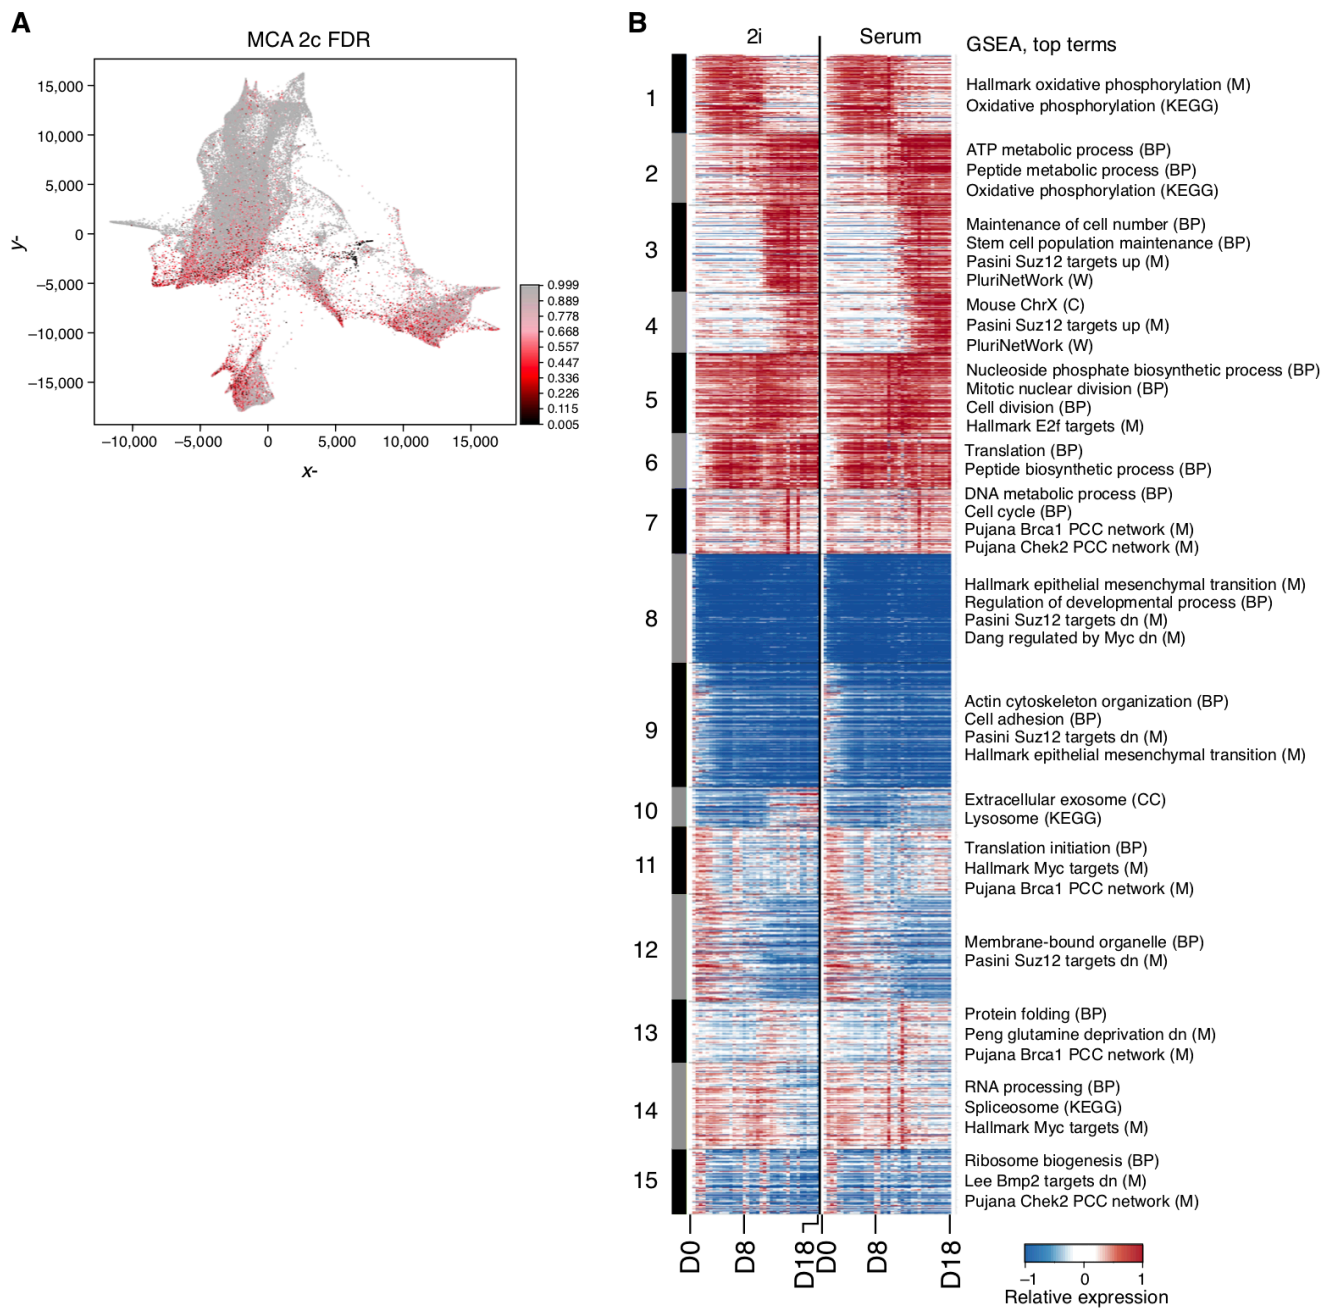 A
MCA 2c FDR
15,000
10,000
5,000
0
−5,000
−10,000
−15,000
y-
−10,000
−5,000
0
5,000
10,000
15,000
x-
0.999
0.889
0.778
0.668
0.557
0.447
0.336
0.226
0.115
0.005
B
2i
Serum
GSEA, top terms
1
Hallmark oxidative phosphorylation (M)
Oxidative phosphorylation (KEGG)
2
ATP metabolic process (BP)
Peptide metabolic process (BP)
Oxidative phosphorylation (KEGG)
3
Maintenance of cell number (BP)
Stem cell population maintenance (BP)
Pasini Suz12 targets up (M)
PluriNetWork (W)
4
Mouse ChrX (C)
Pasini Suz12 targets up (M)
PluriNetWork (W)
5
Nucleoside phosphate biosynthetic process (BP)
Mitotic nuclear division (BP)
Cell division (BP)
Hallmark E2f targets (M)
6
Translation (BP)
Peptide biosynthetic process (BP)
7
DNA metabolic process (BP)
Cell cycle (BP)
Pujana Brca1 PCC network (M)
Pujana Chek2 PCC network (M)
8
Hallmark epithelial mesenchymal transition (M)
Regulation of developmental process (BP)
Pasini Suz12 targets dn (M)
Dang regulated by Myc dn (M)
9
Actin cytoskeleton organization (BP)
Cell adhesion (BP)
Pasini Suz12 targets dn (M)
Hallmark epithelial mesenchymal transition (M)
10
Extracellular exosome (CC)
Lysosome (KEGG)
11
Translation initiation (BP)
Hallmark Myc targets (M)
Pujana Brca1 PCC network (M)
12
Membrane-bound organelle (BP)
Pasini Suz12 targets dn (M)
13
Protein folding (BP)
Peng glutamine deprivation dn (M)
Pujana Brca1 PCC network (M)
14
RNA processing (BP)
Spliceosome (KEGG)
Hallmark Myc targets (M)
15
Ribosome biogenesis (BP)
Lee Bmp2 targets dn (M)
Pujana Chek2 PCC network (M)
D0
D8
D18
D0
D8
D18
−1
0
1
Relative expression